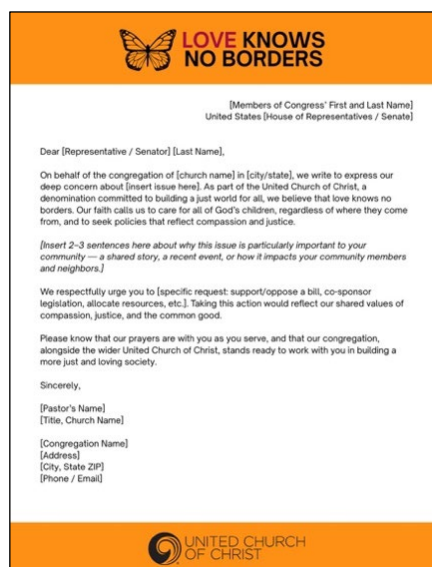 LOVE KNOWS
NO BORDERS
[Members of Congress' First and Last Name]
United States [House of Representatives / Senate]
Dear [Representative / Senator] [Last Name],
On behalf of the congregation of [church name] in [city/state], we write to express our
deep concern about [insert issue here]. As part of the United Church of Christ, a
denomination committed to building a just world for all, we believe that love knows no
borders. Our faith calls us to care for all of God's children, regardless of where they come
from, and to seek policies that reflect compassion and justice.
[Insert 2–3 sentences here about why this issue is particularly important to your
community — a shared story, a recent event, or how it impacts your community members
and neighbors.]
We respectfully urge you to [specific request: support/oppose a bill, co-sponsor
legislation, allocate resources, etc.]. Taking this action would reflect our shared values of
compassion, justice, and the common good.
Please know that our prayers are with you as you serve, and that our congregation,
alongside the wider United Church of Christ, stands ready to work with you in building a
more just and loving society.
Sincerely,
[Pastor's Name]
[Title, Church Name]
[Congregation Name]
[Address]
[City, State ZIP]
[Phone / Email]
UNITED CHURCH
OF CHRIST